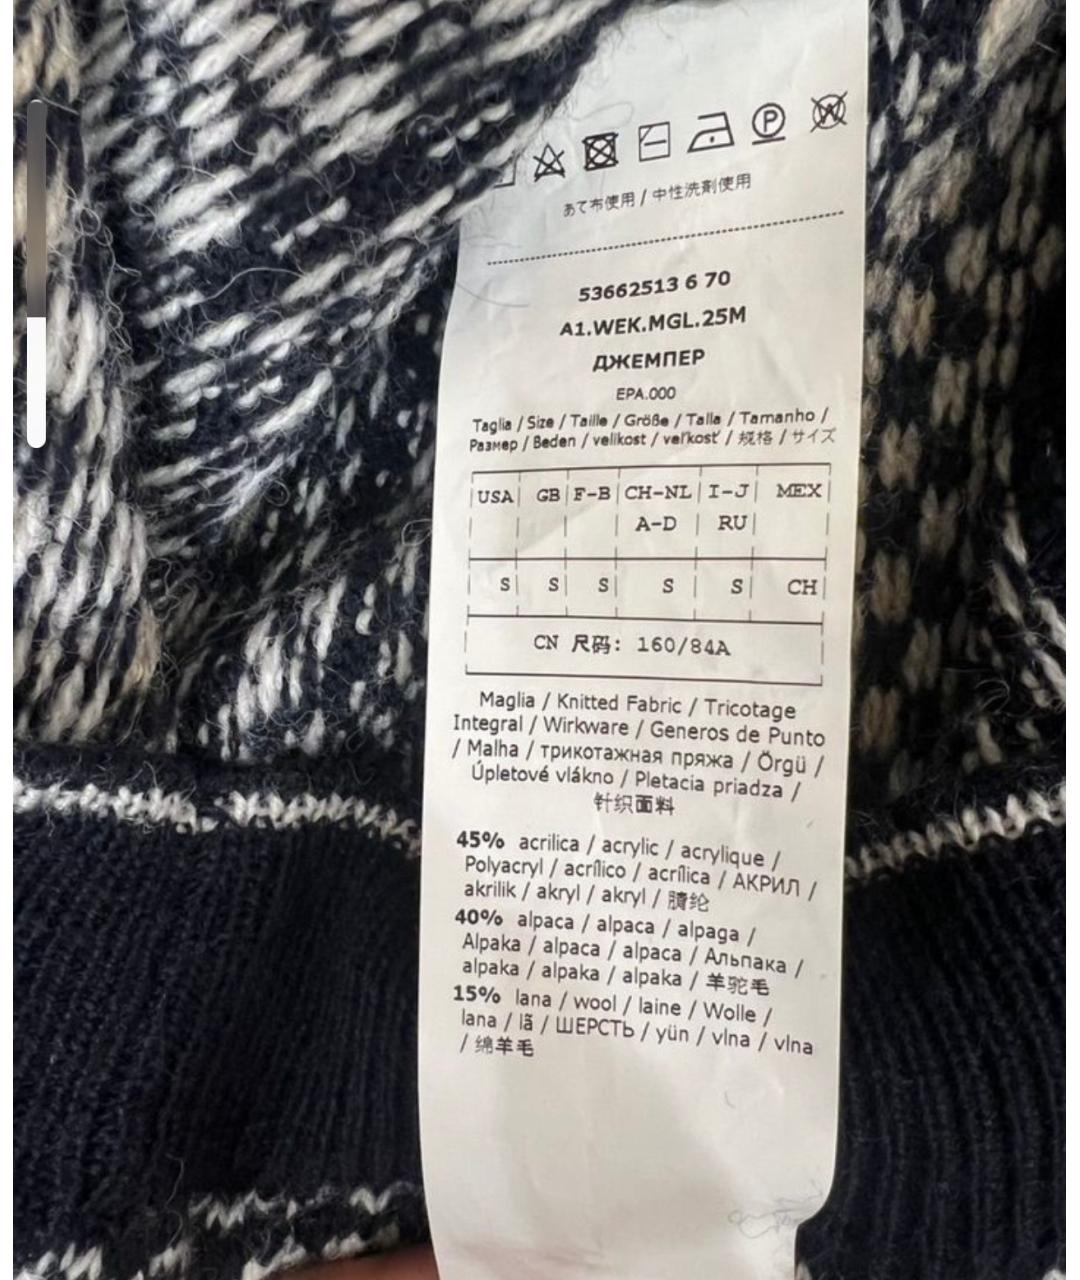 P W
あて布使用 / 中性洗剤使用
53662513 6 70
A1.WEK.MGL.25M
ДЖЕМПЕР
EPA.000
Taglia / Size / Taille / Größe / Talla / Tamanho /
Размер / Beden / velikost / veľkosť / 规格 / サイズ
USA GB F-B CH-NL I-J MEX
A-D RU
S S S S S CH
CN 尺码: 160/84A
Maglia / Knitted Fabric / Tricotage
Integral / Wirkware / Generos de Punto
/ Malha / трикотажная пряжа / Örgü /
Úpletové vlákno / Pletacia priadza /
针织面料
45% acrilica / acrylic / acrylique /
Polyacryl / acrílico / acrílica / АКРИЛ /
akrilik / akryl / akryl / 腈纶
40% alpaca / alpaca / alpaga /
Alpaka / alpaca / alpaca / Альпака /
alpaka / alpaka / alpaka / 羊驼毛
15% lana / wool / laine / Wolle /
lana / lã / ШЕРСТЬ / yün / vlna / vlna
/ 绵羊毛